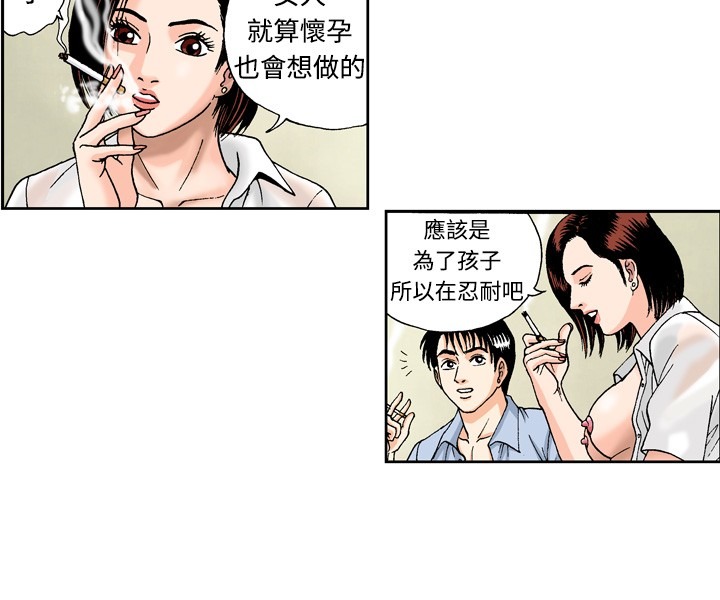 就算懷孕
也會想做的
應該是
為了孩子
所以在忍耐吧